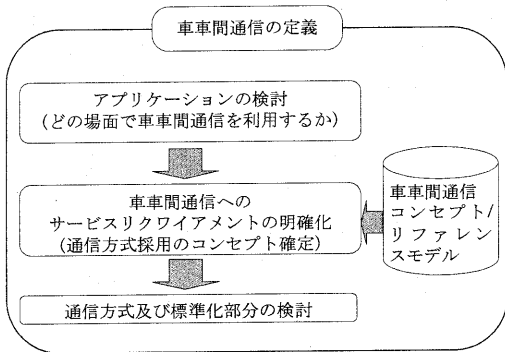 車車間通信の定義
アプリケーションの検討
(どの場面で車車間通信を利用するか)
車車間通信への
サービスリクワイアメントの明確化
(通信方式採用のコンセプト確定)
車車間通信
コンセプト/
リファレン
スモデル
通信方式及び標準化部分の検討